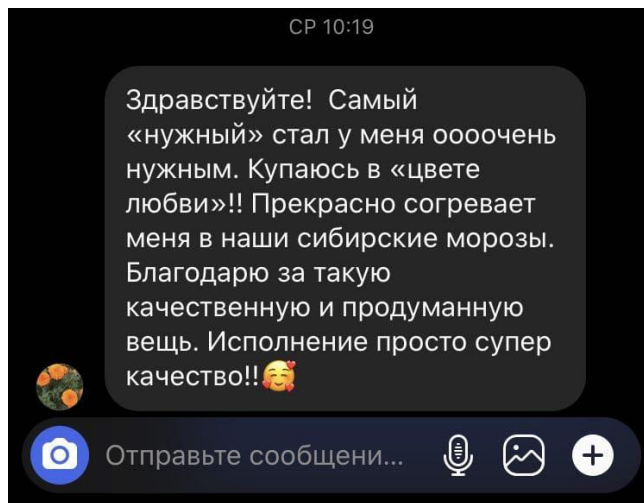 СР 10:19
Здравствуйте!  Самый
«нужный» стал у меня оооочень
нужным. Купаюсь в «цвете
любви»!! Прекрасно согревает
меня в наши сибирские морозы.
Благодарю за такую
качественную и продуманную
вещь. Исполнение просто супер
качество!!🥰
Отправьте сообщени...